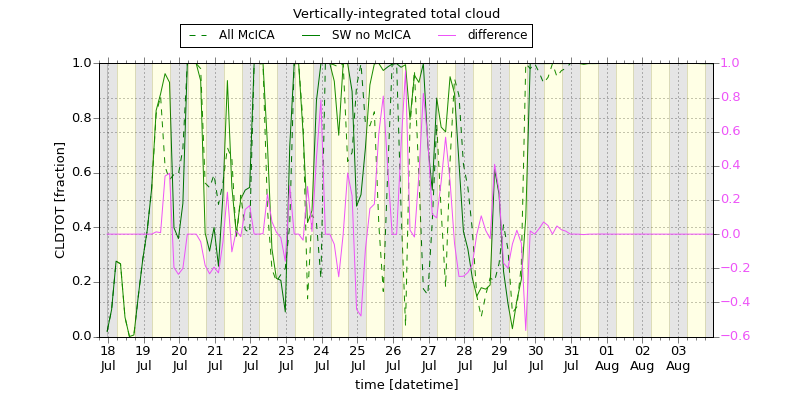 Vertically-integrated total cloud
All McICA SW no McICA difference
1.0 1.0
0.8 0.8
0.6 0.6
0.4 0.4
0.2 0.2
0.0 0.0
−0.2
−0.4
−0.6
CLDTOT [fraction]
18 19 20 21 22 23 24 25 26 27 28 29 30 31 01 02 03
Jul Jul Jul Jul Jul Jul Jul Jul Jul Jul Jul Jul Jul Jul Aug Aug Aug
time [datetime]